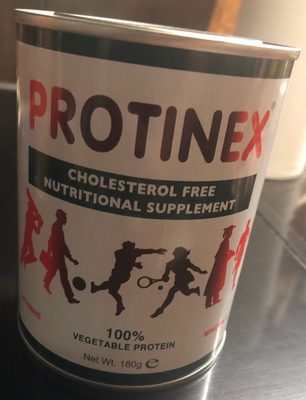 PROTINEX®
CHOLESTEROL FREE
NUTRITIONAL SUPPLEMENT
100%
VEGETABLE PROTEIN
Net Wt. 180g ℮